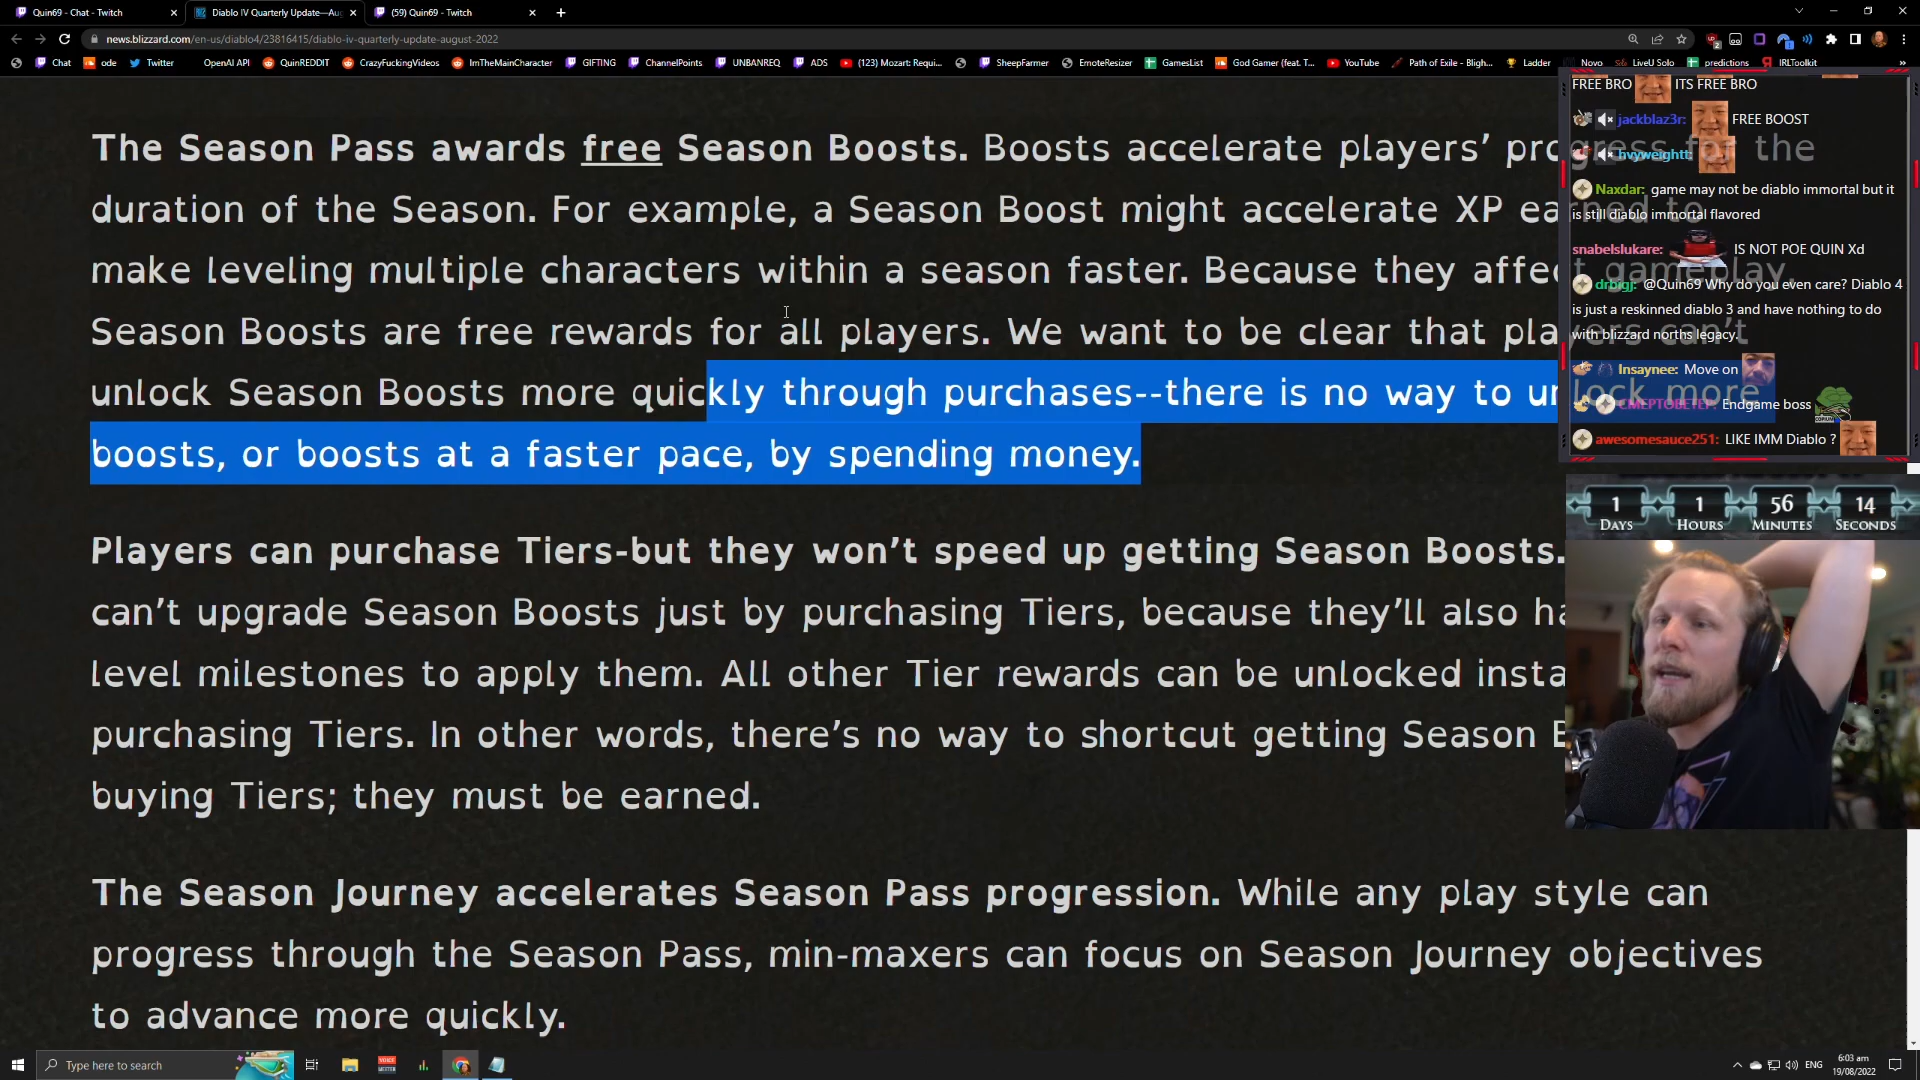 Quin69 - Chat - Twitch
Diablo IV Quarterly Update—Au
(59) Quin69 - Twitch
news.blizzard.com/en-us/diablo4/23816415/diablo-iv-quarterly-update-august-2022
Chat
ode
Twitter
OpenAI API
QuinREDDIT
CrazyFuckingVideos
ImTheMainCharacter
GIFTING
ChannelPoints
UNBANREQ
ADS
(123) Mozart: Requi...
SheepFarmer
EmoteResizer
GamesList
God Gamer (feat. T...
YouTube
Path of Exile - Bligh...
Ladder
Novo
LiveU Solo
predictions
IRLToolkit
The Season Pass awards free Season Boosts. Boosts accelerate players’ progress for the
duration of the Season. For example, a Season Boost might accelerate XP earned to
make leveling multiple characters within a season faster. Because they affect gameplay,
Season Boosts are free rewards for all players. We want to be clear that players can’t
unlock Season Boosts more quickly through purchases--there is no way to unlock more
boosts, or boosts at a faster pace, by spending money.
Players can purchase Tiers-but they won’t speed up getting Season Boosts.
can’t upgrade Season Boosts just by purchasing Tiers, because they’ll also ha
level milestones to apply them. All other Tier rewards can be unlocked insta
purchasing Tiers. In other words, there’s no way to shortcut getting Season B
buying Tiers; they must be earned.
The Season Journey accelerates Season Pass progression. While any play style can
progress through the Season Pass, min-maxers can focus on Season Journey objectives
to advance more quickly.
FREE BRO ITS FREE BRO
jackblaz3r: FREE BOOST
hvyweightt:
Naxdar: game may not be diablo immortal but it
is still diablo immortal flavored
snabelslukare: IS NOT POE QUIN Xd
drbigj: @Quin69 Why do you even care? Diablo 4
is just a reskinned diablo 3 and have nothing to do
with blizzard norths legacy.
Insaynee: Move on
CMEPTOBETEP: Endgame boss
awesomesauce251: LIKE IMM Diablo ?
1 1 56 14
DAYS HOURS MINUTES SECONDS
Type here to search
ENG
6:03 am
19/08/2022